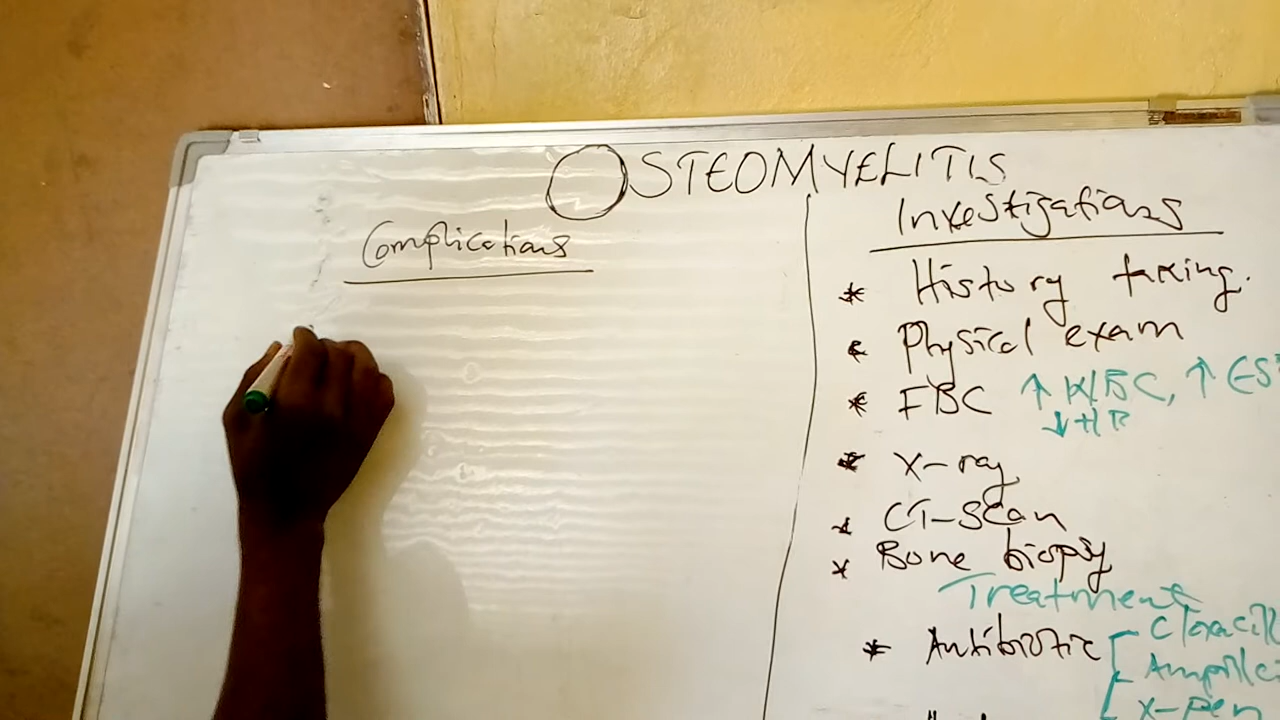 OSTEOMYELITIS
Complications
Investigations
* History taking.
* Physical exam
* FBC ↑ WBC, ↑ ES
↓ HB
* X-ray
* CT-Scan
* Bone biopsy
Treatment
* Antibiotic
Cloxacill
Ampici
X-pen